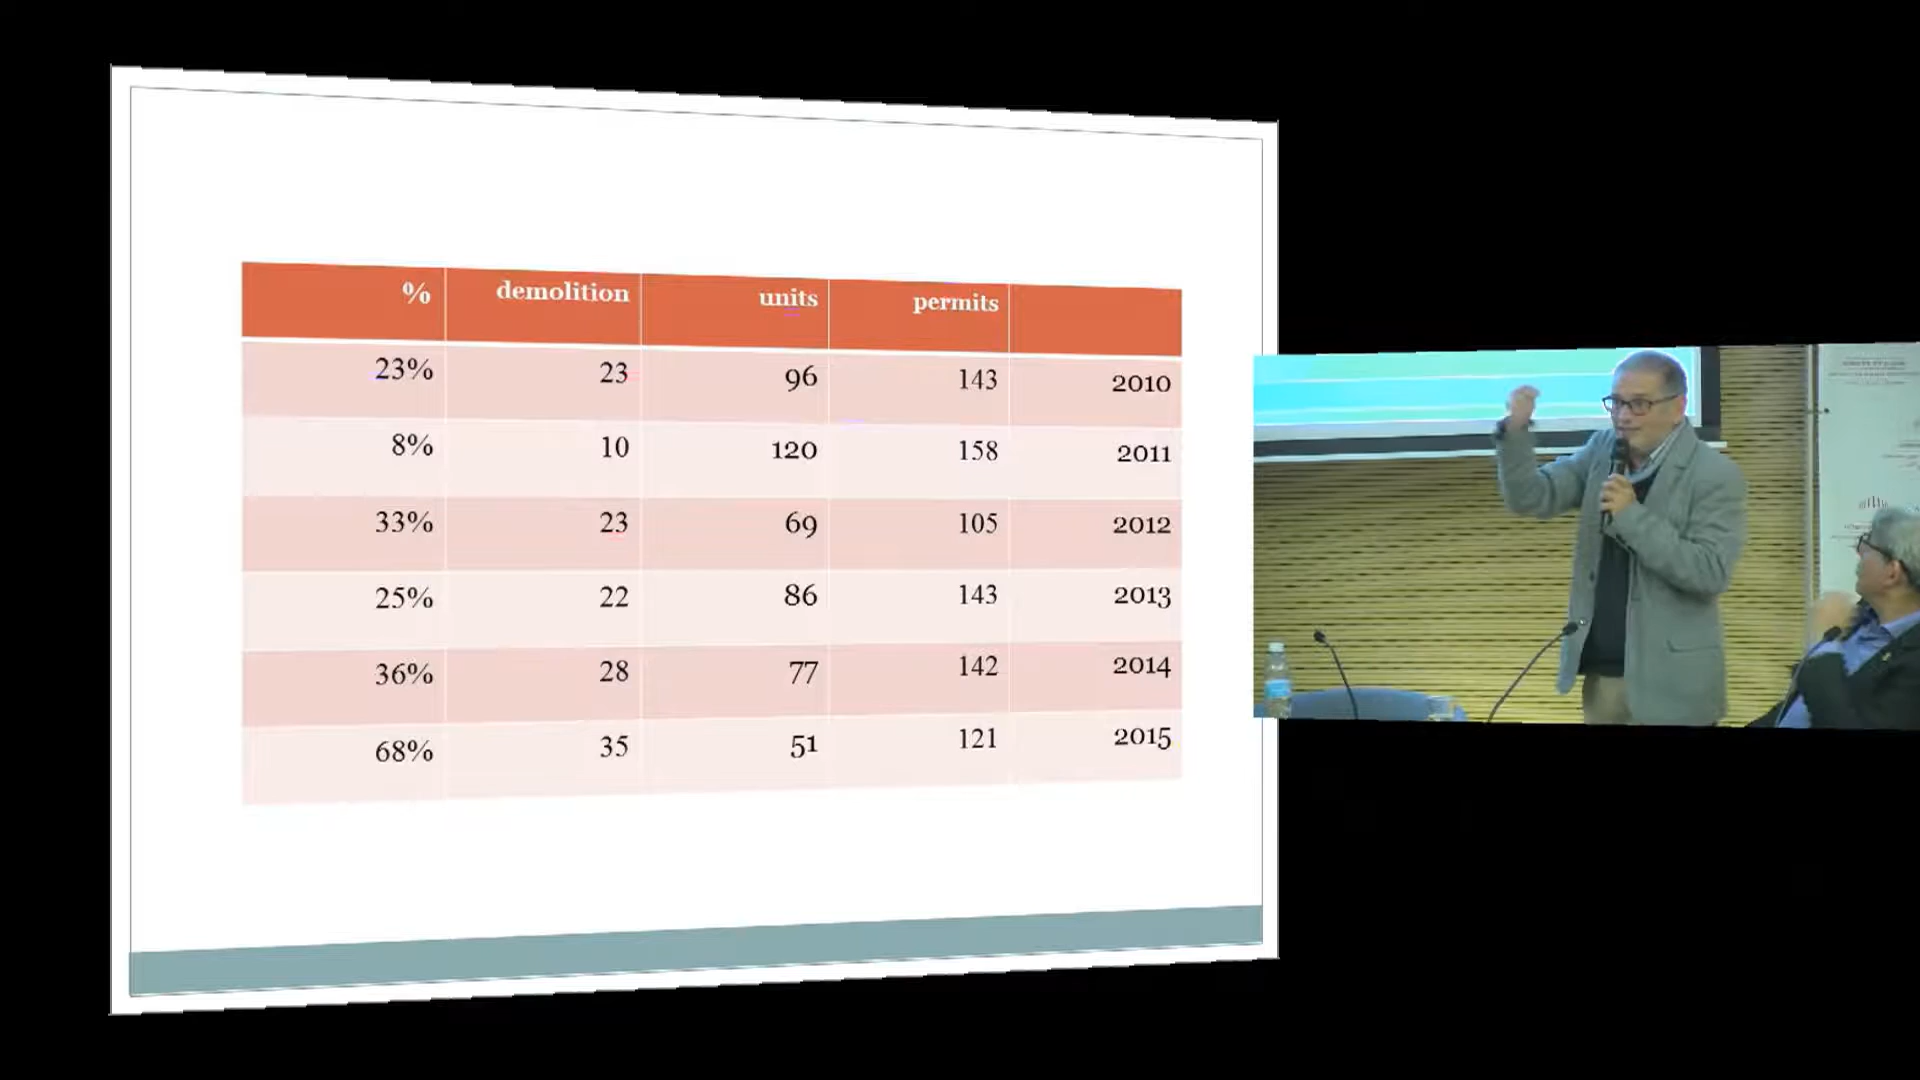 % demolition units permits
23% 23 96 143 2010
8% 10 120 158 2011
33% 23 69 105 2012
25% 22 86 143 2013
36% 28 77 142 2014
68% 35 51 121 2015